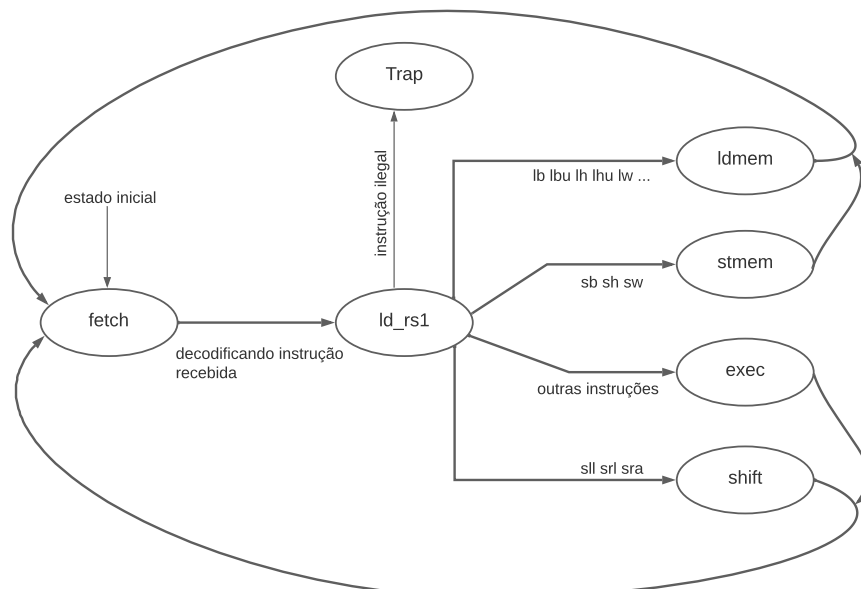 Trap
instrução ilegal
ldmem
lb lbu lh lhu lw ...
estado inicial
stmem
sb sh sw
fetch
ld_rs1
decodificando instrução
recebida
exec
outras instruções
sll srl sra
shift